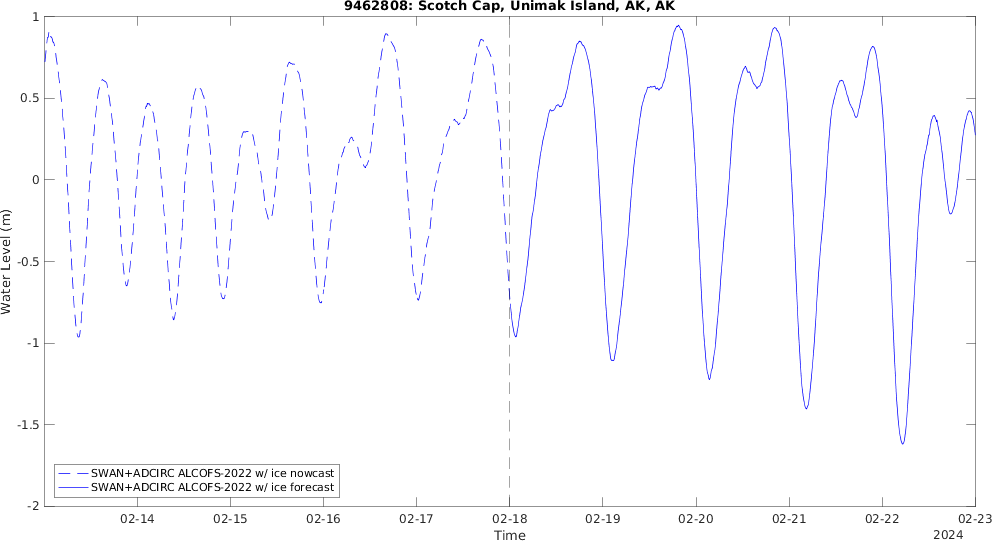 9462808: Scotch Cap, Unimak Island, AK, AK
1
0.5
0
-0.5
-1
-1.5
-2
Water Level (m)
SWAN+ADCIRC ALCOFS-2022 w/ ice nowcast
SWAN+ADCIRC ALCOFS-2022 w/ ice forecast
02-14 02-15 02-16 02-17 02-18 02-19 02-20 02-21 02-22 02-23
Time
2024